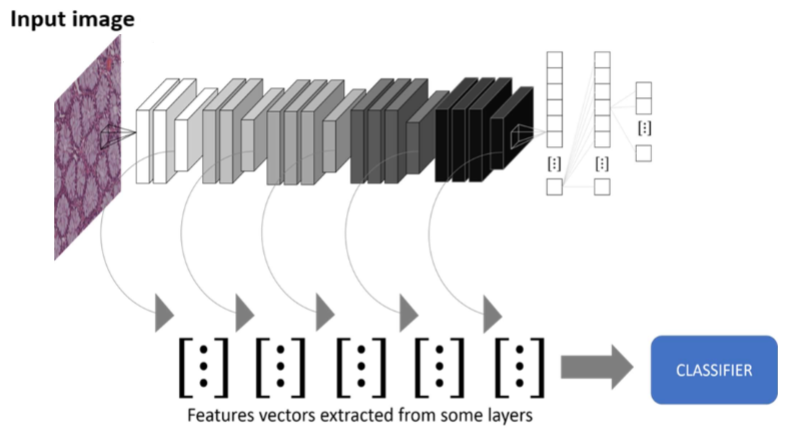 Input image
[⋮]
[⋮]
[⋮]
[⋮] [⋮] [⋮] [⋮] [⋮]
CLASSIFIER
Features vectors extracted from some layers